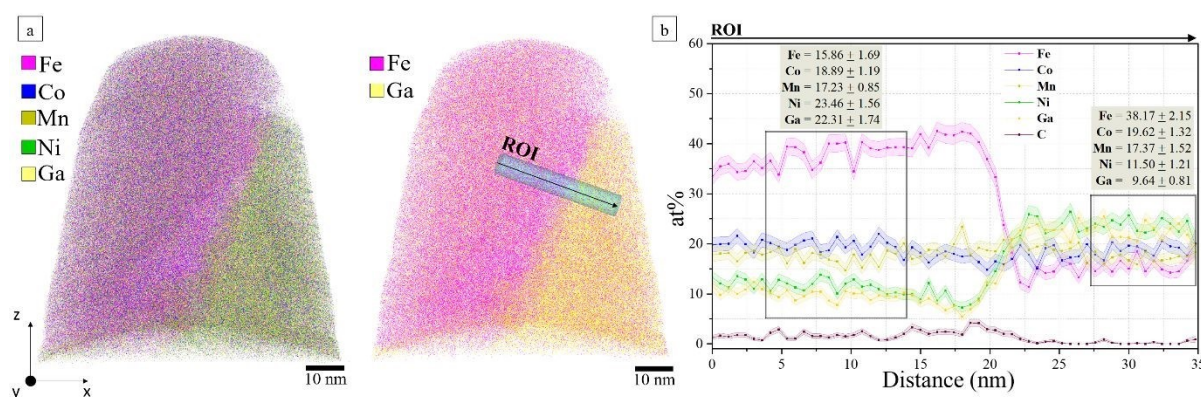 a
Fe
Co
Mn
Ni
Ga
z
y
x
10 nm
Fe
Ga
ROI
10 nm
b
ROI
60
50
40
30
20
10
0
at%
Fe = 15.86 ± 1.69
Co = 18.89 ± 1.19
Mn = 17.23 ± 0.85
Ni = 23.46 ± 1.56
Ga = 22.31 ± 1.74
Fe
Co
Mn
Ni
Ga
C
Fe = 38.17 ± 2.15
Co = 19.62 ± 1.32
Mn = 17.37 ± 1.52
Ni = 11.50 ± 1.21
Ga = 9.64 ± 0.81
0 5 10 15 20 25 30 35
Distance (nm)